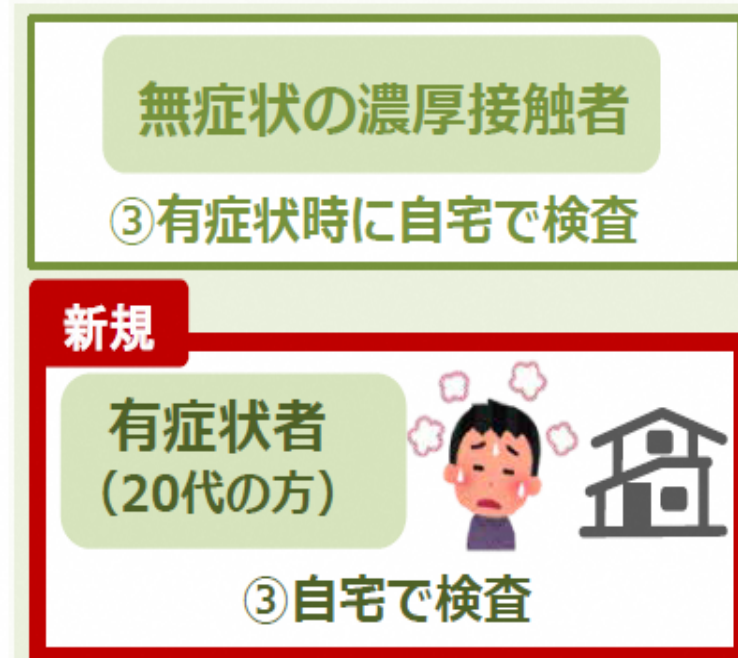 無症状の濃厚接触者
③有症状時に自宅で検査
新規
有症状者
（20代の方）
③自宅で検査